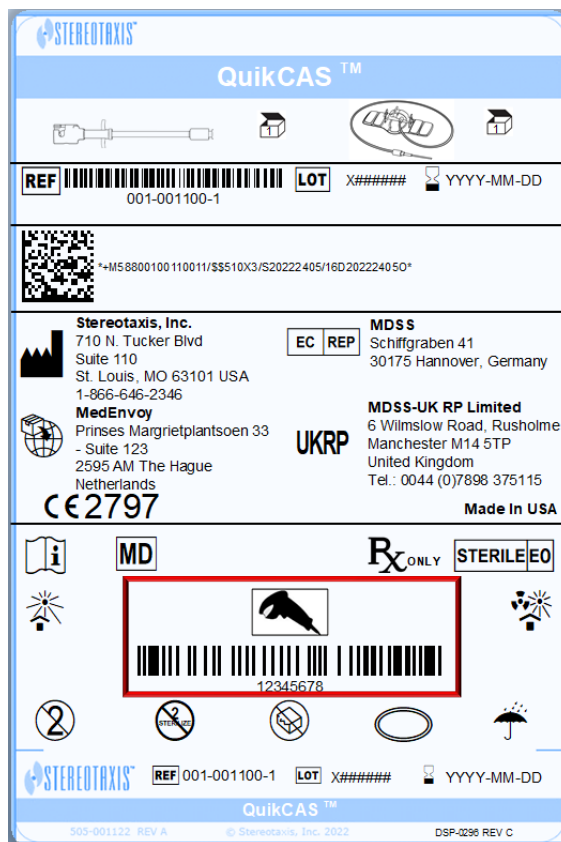 STEREOTAXIS™
QuikCAS ™
1
1
REF
LOT X###### YYYY-MM-DD
001-001100-1
*+M58800100110011/$$510X3/S20222405/16D20222405O*
Stereotaxis, Inc.
710 N. Tucker Blvd
Suite 110
St. Louis, MO 63101 USA
1-866-646-2346
EC REP
MDSS
Schiffgraben 41
30175 Hannover, Germany
MedEnvoy
Prinses Margrietplantsoen 33
- Suite 123
2595 AM The Hague
Netherlands
UKRP
MDSS-UK RP Limited
6 Wilmslow Road, Rusholme
Manchester M14 5TP
United Kingdom
Tel.: 0044 (0)7898 375115
CE2797
Made In USA
i
MD
Rx ONLY
STERILE EO
12345678
2
2
STERILIZE
STEREOTAXIS™ REF 001-001100-1 LOT X###### YYYY-MM-DD
QuikCAS ™
505-001122 REV A © Stereotaxis, Inc. 2022 DSP-0296 REV C